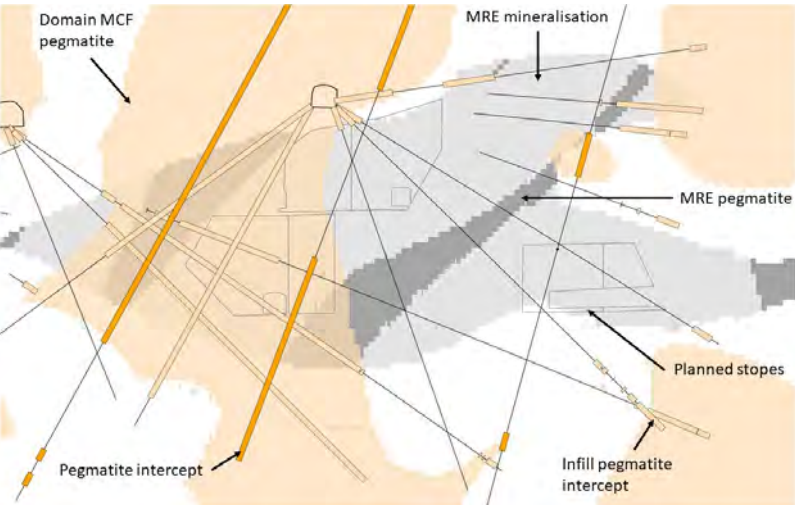 Domain MCF
pegmatite
MRE mineralisation
MRE pegmatite
Planned stopes
Pegmatite intercept
Infill pegmatite
intercept